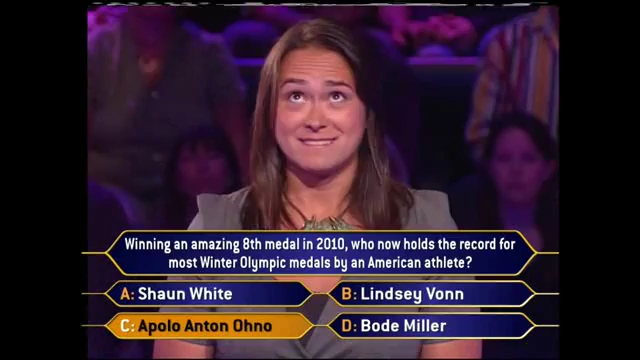 Winning an amazing 8th medal in 2010, who now holds the record for
most Winter Olympic medals by an American athlete?
A: Shaun White
B: Lindsey Vonn
C: Apolo Anton Ohno
D: Bode Miller